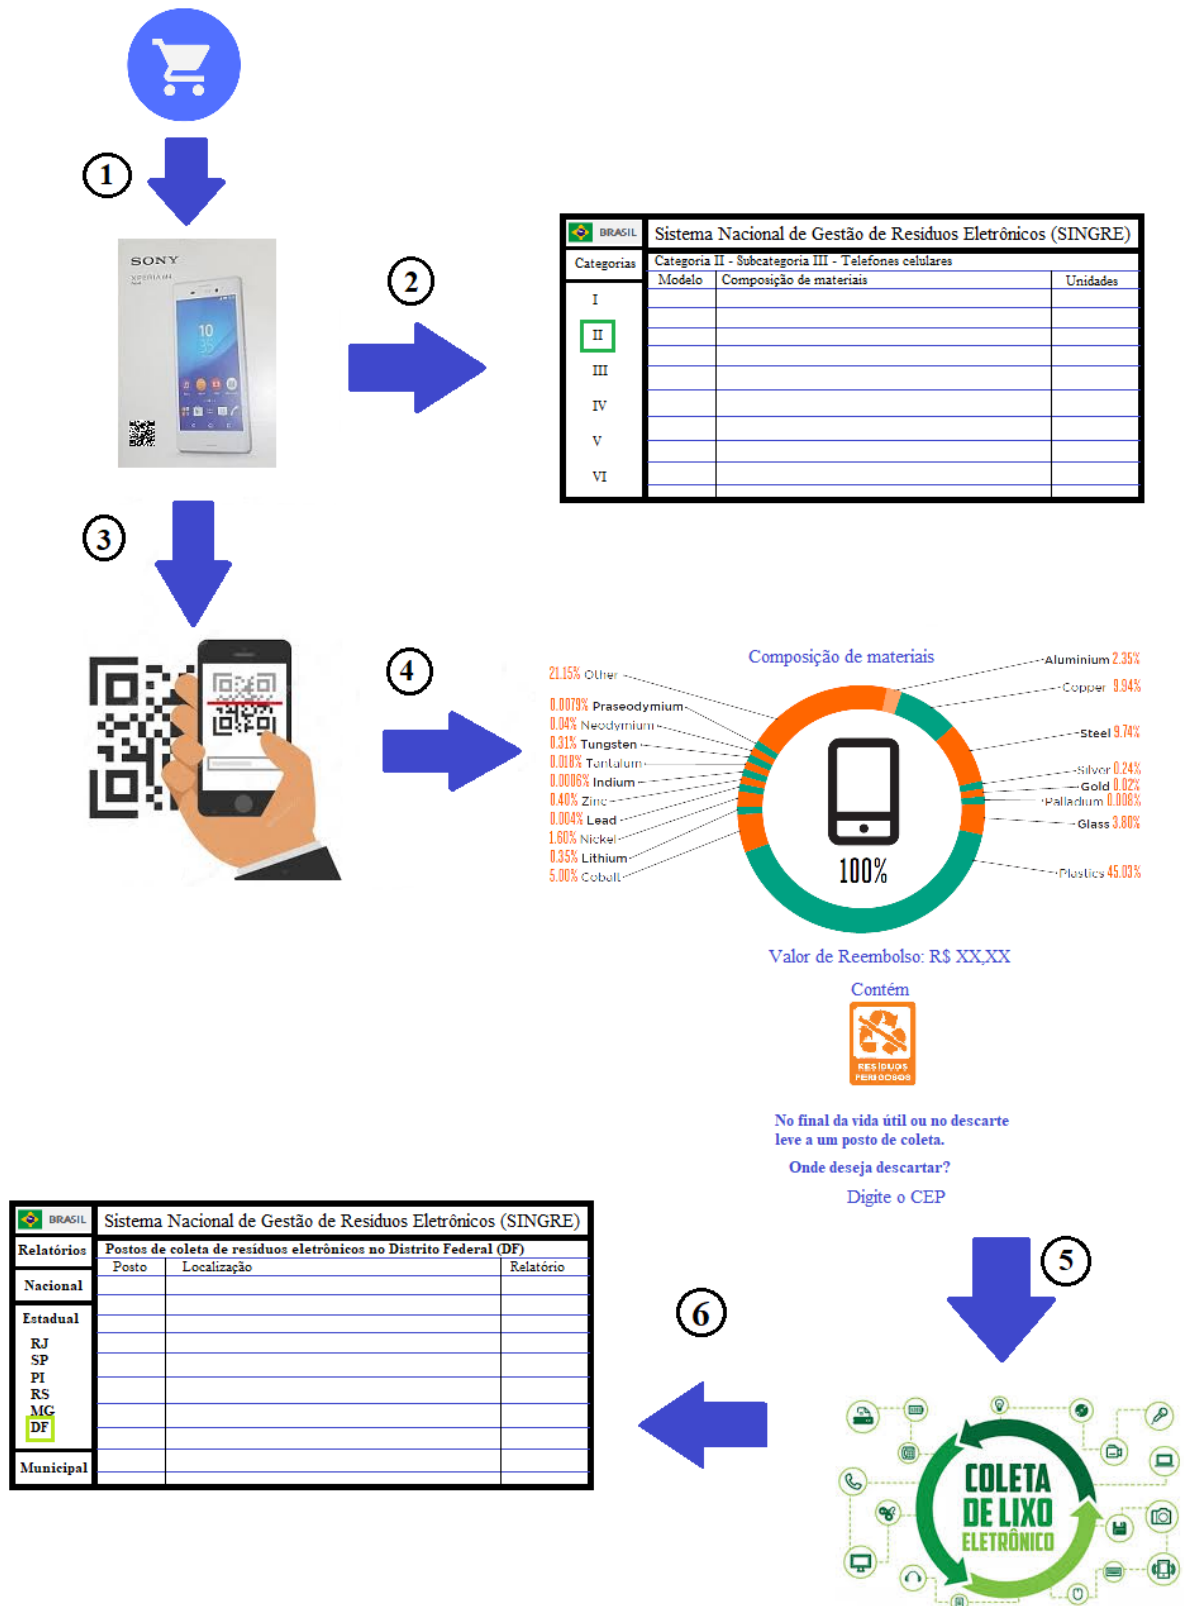 1
SONY
XPERIA M4
2
BRASIL
Sistema Nacional de Gestão de Resíduos Eletrônicos (SINGRE)
Categorias
Categoria II - Subcategoria III - Telefones celulares
Modelo
Composição de materiais
Unidades
I
II
III
IV
V
VI
10
35
3
4
Composição de materiais
Aluminium 2.35%
21.15% Other
Copper 9.94%
0.0079% Praseodymium
0.04% Neodymium
Steel 9.74%
0.31% Tungsten
0.018% Tantalum
Silver 0.24%
0.0006% Indium
Gold 0.02%
0.40% Zinc
Palladium 0.008%
0.004% Lead
Glass 3.80%
1.60% Nickel
0.35% Lithium
5.00% Cobalt
Plastics 45.03%
100%
Valor de Reembolso: R$ XX,XX
Contém
RESÍDUOS
PERIGOSOS
No final da vida útil ou no descarte
leve a um posto de coleta.
Onde deseja descartar?
Digite o CEP
5
6
BRASIL
Sistema Nacional de Gestão de Resíduos Eletrônicos (SINGRE)
Relatórios
Postos de coleta de resíduos eletrônicos no Distrito Federal (DF)
Posto
Localização
Relatório
Nacional
Estadual
RJ
SP
PI
RS
MG
DF
Municipal
COLETA
DE LIXO
ELETRÔNICO